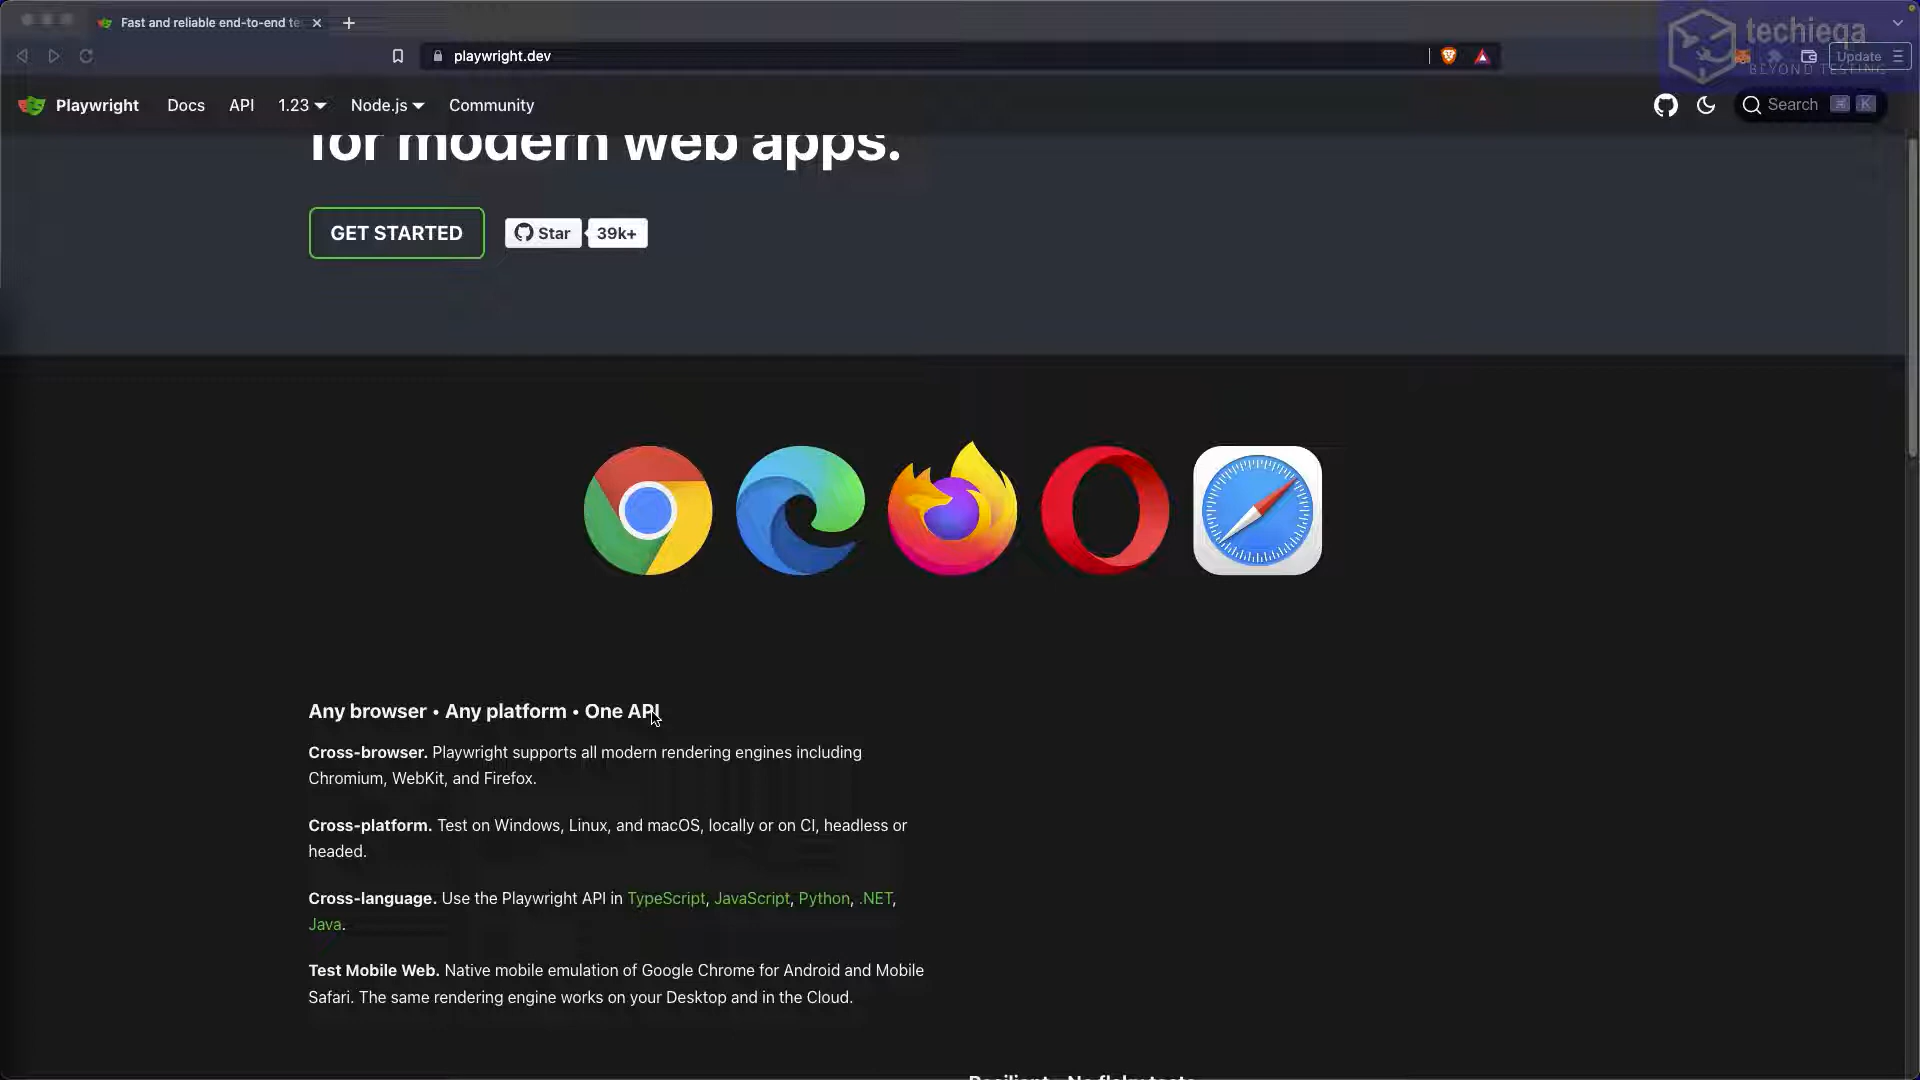 Fast and reliable end-to-end te
techieqa
BEYOND TESTING
playwright.dev
Update
Playwright
Docs
API
1.23
Node.js
Community
Search
⌘ K
for modern web apps.
GET STARTED
Star
39k+
Any browser • Any platform • One API
Cross-browser. Playwright supports all modern rendering engines including
Chromium, WebKit, and Firefox.
Cross-platform. Test on Windows, Linux, and macOS, locally or on CI, headless or
headed.
Cross-language. Use the Playwright API in TypeScript, JavaScript, Python, .NET,
Java.
Test Mobile Web. Native mobile emulation of Google Chrome for Android and Mobile
Safari. The same rendering engine works on your Desktop and in the Cloud.
Resilient • No flaky tests